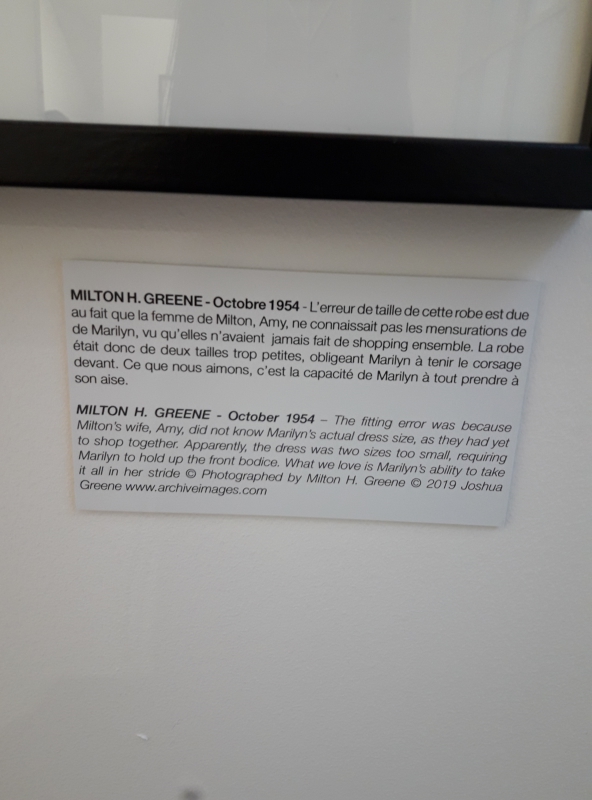 MILTON H. GREENE - Octobre 1954 - L'erreur de taille de cette robe est due
au fait que la femme de Milton, Amy, ne connaissait pas les mensurations de
de Marilyn, vu qu'elles n'avaient jamais fait de shopping ensemble. La robe
était donc de deux tailles trop petites, obligeant Marilyn à tenir le corsage
devant. Ce que nous aimons, c'est la capacité de Marilyn à tout prendre à
son aise.
MILTON H. GREENE - October 1954 – The fitting error was because
Milton's wife, Amy, did not know Marilyn's actual dress size, as they had yet
to shop together. Apparently, the dress was two sizes too small, requiring
Marilyn to hold up the front bodice. What we love is Marilyn's ability to take
it all in her stride © Photographed by Milton H. Greene © 2019 Joshua
Greene www.archiveimages.com